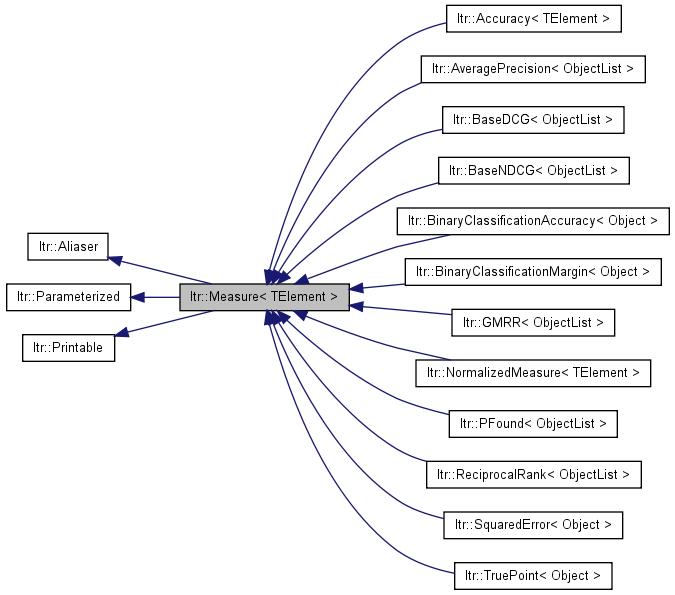 ltr::Accuracy< TElement >
ltr::AveragePrecision< ObjectList >
ltr::BaseDCG< ObjectList >
ltr::BaseNDCG< ObjectList >
ltr::BinaryClassificationAccuracy< Object >
ltr::Aliaser
ltr::BinaryClassificationMargin< Object >
ltr::Parameterized
ltr::Measure< TElement >
ltr::GMRR< ObjectList >
ltr::Printable
ltr::NormalizedMeasure< TElement >
ltr::PFound< ObjectList >
ltr::ReciprocalRank< ObjectList >
ltr::SquaredError< Object >
ltr::TruePoint< Object >